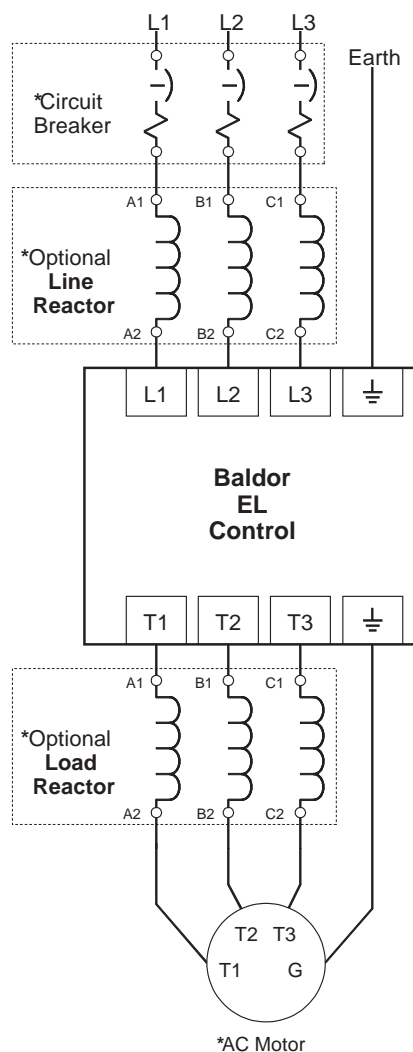 L1 L2 L3
Earth
*Circuit
Breaker
A1 B1 C1
*Optional
Line
Reactor
A2 B2 C2
L1 L2 L3
Baldor
EL
Control
T1 T2 T3
A1 B1 C1
*Optional
Load
Reactor
A2 B2 C2
T2 T3
T1 G
*AC Motor